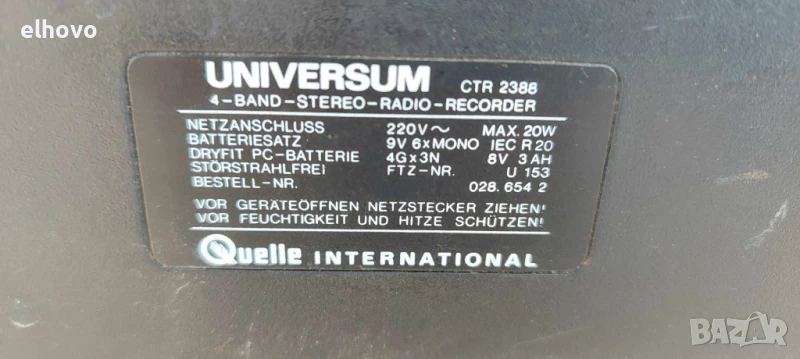 elhovo
UNIVERSUM CTR 2388
4-BAND-STEREO-RADIO-RECORDER
NETZANSCHLUSS 220V~ MAX. 20W
BATTERIESATZ 9V 6xMONO IEC R20
DRYFIT PC-BATTERIE 4Gx3N 8V 3AH
STÖRSTRAHLFREI FTZ-NR. U 153
BESTELL-NR. 028.654 2
VOR GERÄTEÖFFNEN NETZSTECKER ZIEHEN!
VOR FEUCHTIGKEIT UND HITZE SCHÜTZEN!
Quelle INTERNATIONAL
BAZAR